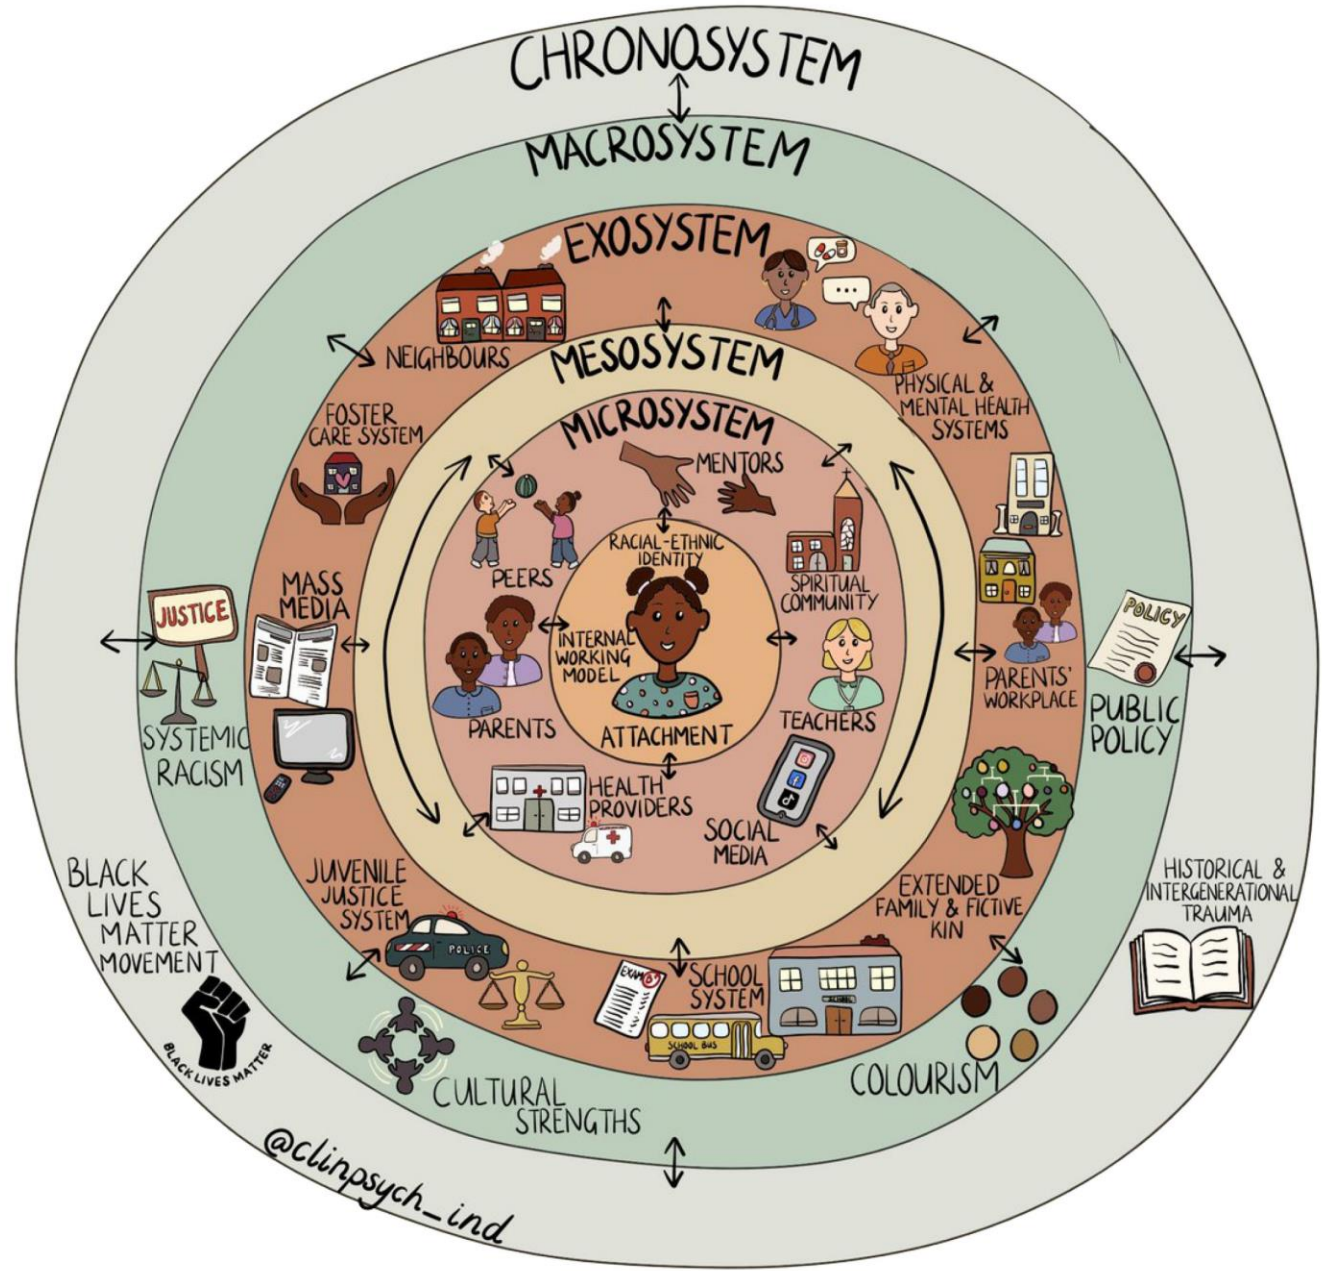 CHRONOSYSTEM
MACROSYSTEM
EXOSYSTEM
NEIGHBOURS
PHYSICAL &
MENTAL HEALTH
SYSTEMS
MESOSYSTEM
FOSTER
CARE SYSTEM
MICROSYSTEM
MENTORS
RACIAL-ETHNIC
IDENTITY
PEERS
SPIRITUAL
COMMUNITY
MASS
MEDIA
JUSTICE
SYSTEMIC
RACISM
INTERNAL
WORKING
MODEL
PARENTS
ATTACHMENT
TEACHERS
PARENTS'
WORKPLACE
POLICY
PUBLIC
POLICY
HEALTH
PROVIDERS
SOCIAL
MEDIA
JUVENILE
JUSTICE
SYSTEM
POLICE
EXTENDED
FAMILY & FICTIVE
KIN
BLACK
LIVES
MATTER
MOVEMENT
BLACK LIVES MATTER
HISTORICAL &
INTERGENERATIONAL
TRAUMA
EXAM
SCHOOL
SYSTEM
SCHOOL
SCHOOL BUS
CULTURAL
STRENGTHS
COLOURISM
@clinpsych_ind